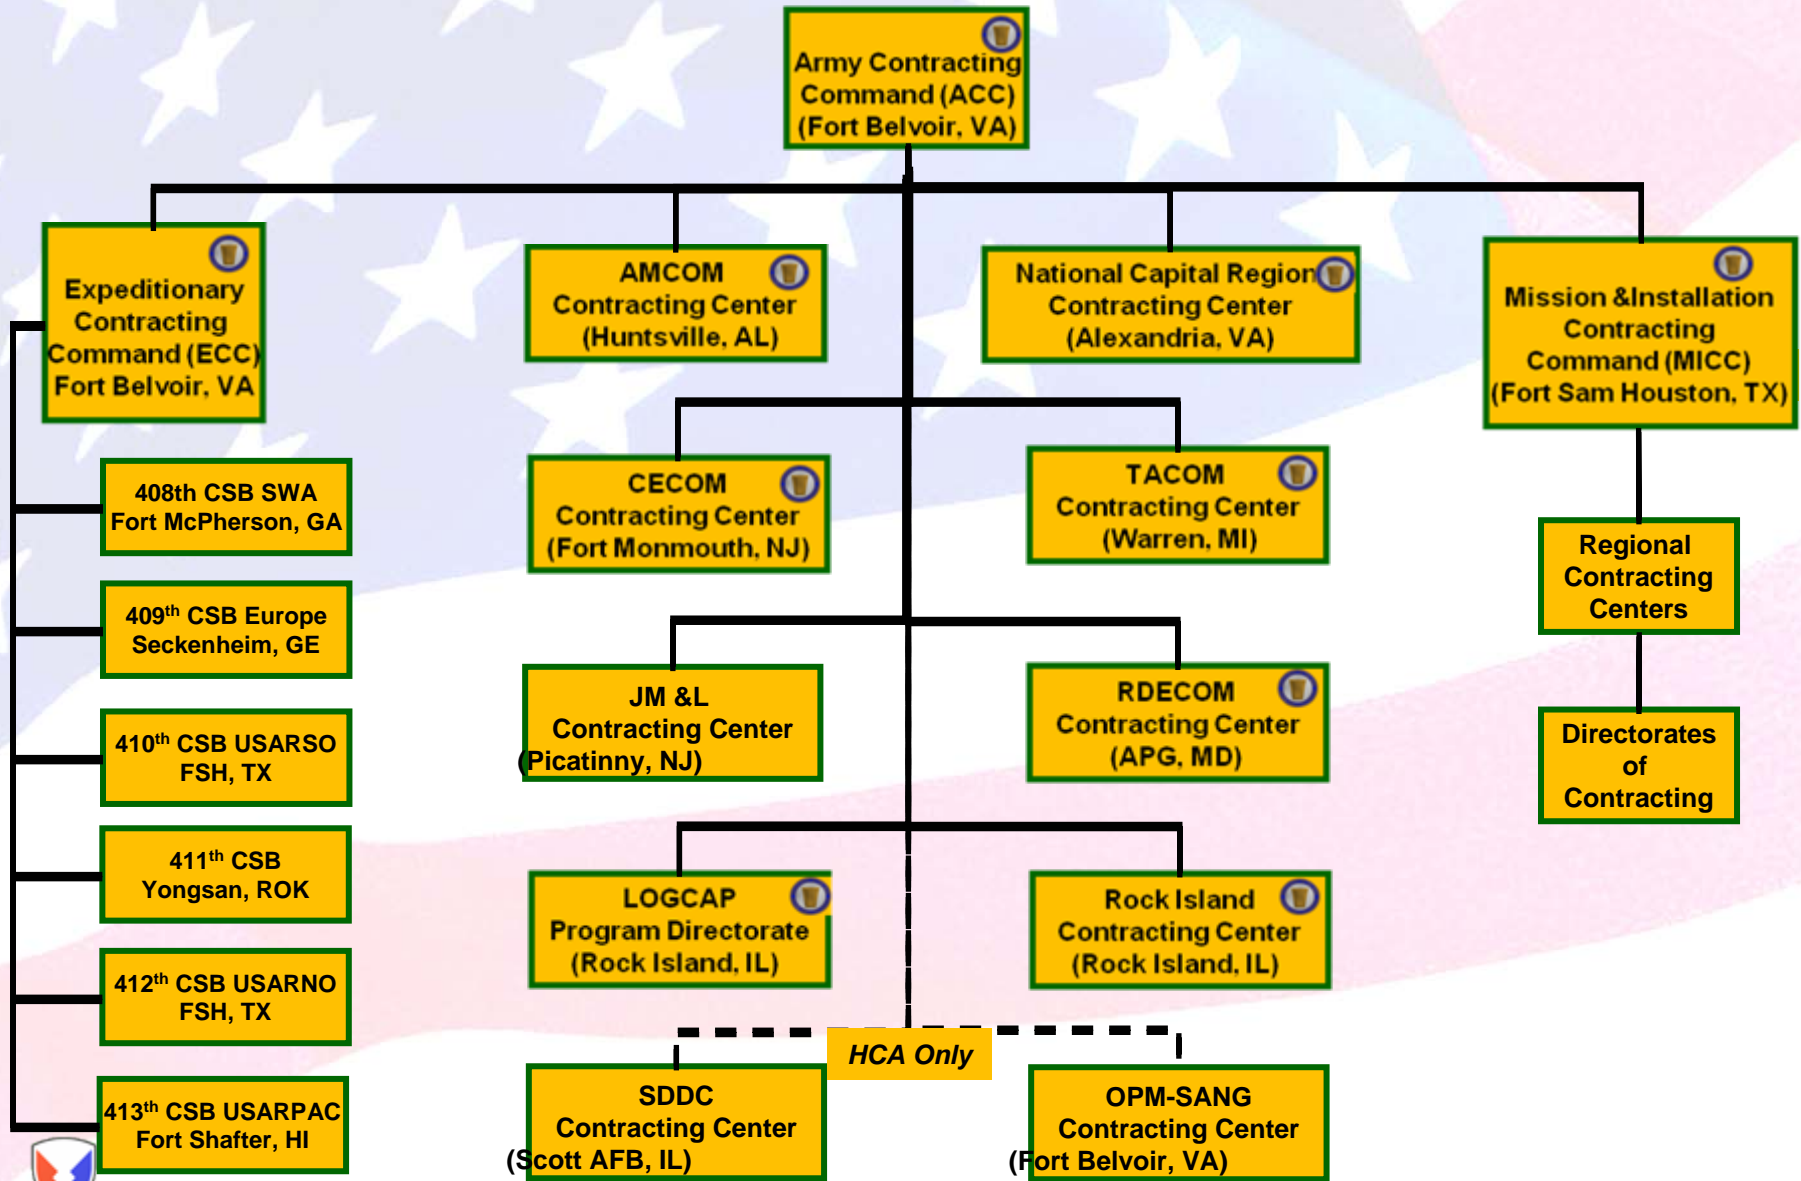 Army Contracting
Command (ACC)
(Fort Belvoir, VA)
Expeditionary
Contracting
Command (ECC)
Fort Belvoir, VA
AMCOM
Contracting Center
(Huntsville, AL)
National Capital Region
Contracting Center
(Alexandria, VA)
Mission &Installation
Contracting
Command (MICC)
(Fort Sam Houston, TX)
408th CSB SWA
Fort McPherson, GA
409th CSB Europe
Seckenheim, GE
410th CSB USARSO
FSH, TX
411th CSB
Yongsan, ROK
412th CSB USARNO
FSH, TX
413th CSB USARPAC
Fort Shafter, HI
CECOM
Contracting Center
(Fort Monmouth, NJ)
TACOM
Contracting Center
(Warren, MI)
JM &L
Contracting Center
(Picatinny, NJ)
RDECOM
Contracting Center
(APG, MD)
LOGCAP
Program Directorate
(Rock Island, IL)
Rock Island
Contracting Center
(Rock Island, IL)
HCA Only
SDDC
Contracting Center
(Scott AFB, IL)
OPM-SANG
Contracting Center
(Fort Belvoir, VA)
Regional
Contracting
Centers
Directorates
of
Contracting